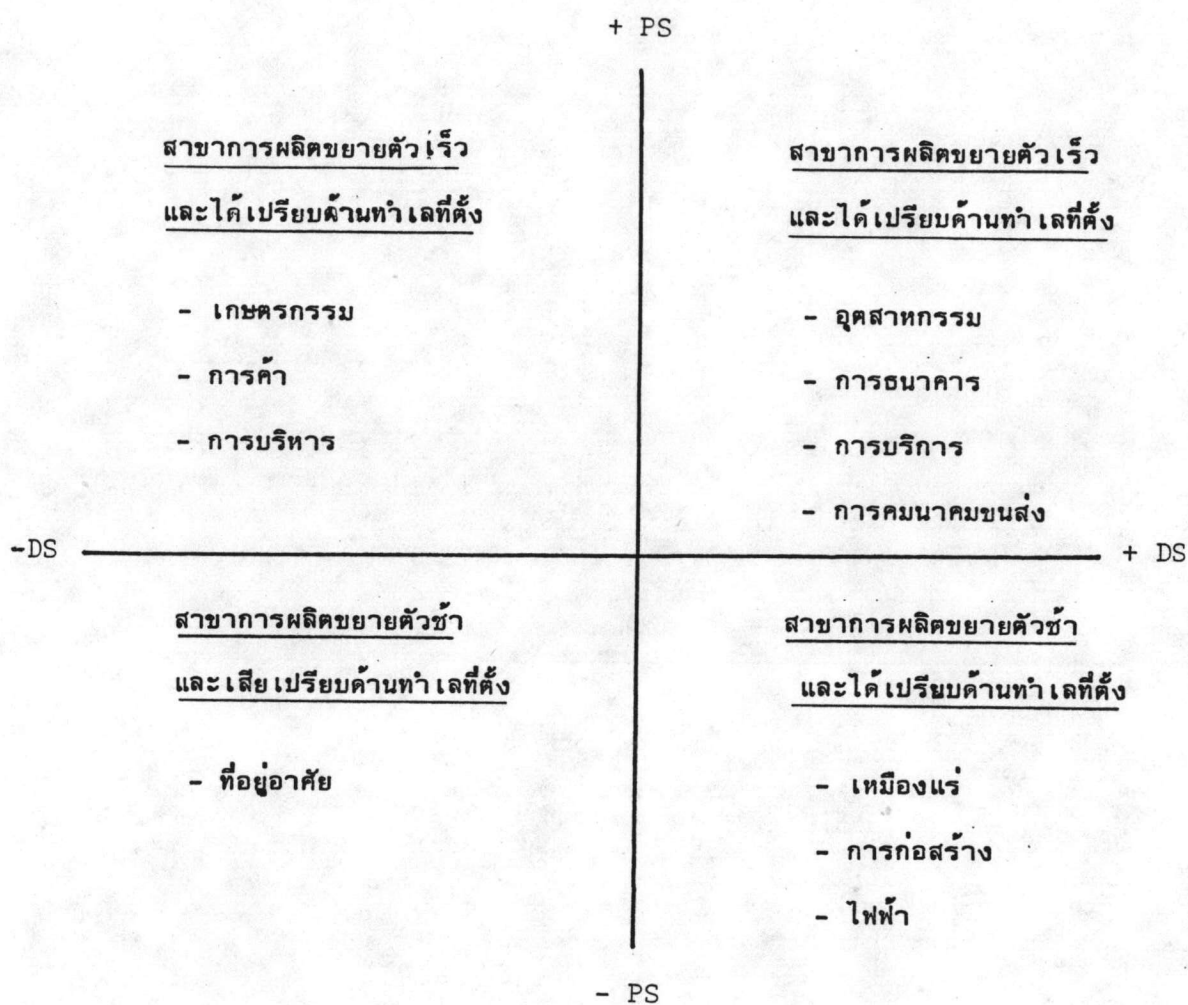 + PS
สาขาการผลิตขยายตัวเร็ว
และได้เปรียบด้านทำเลที่ตั้ง
- เกษตรกรรม
- การค้า
- การบริหาร
สาขาการผลิตขยายตัวเร็ว
และได้เปรียบด้านทำเลที่ตั้ง
- อุตสาหกรรม
- การธนาคาร
- การบริการ
- การคมนาคมขนส่ง
-DS
+ DS
สาขาการผลิตขยายตัวช้า
และเสียเปรียบด้านทำเลที่ตั้ง
- ที่อยู่อาศัย
สาขาการผลิตขยายตัวช้า
และได้เปรียบด้านทำเลที่ตั้ง
- เหมืองแร่
- การก่อสร้าง
- ไฟฟ้า
- PS